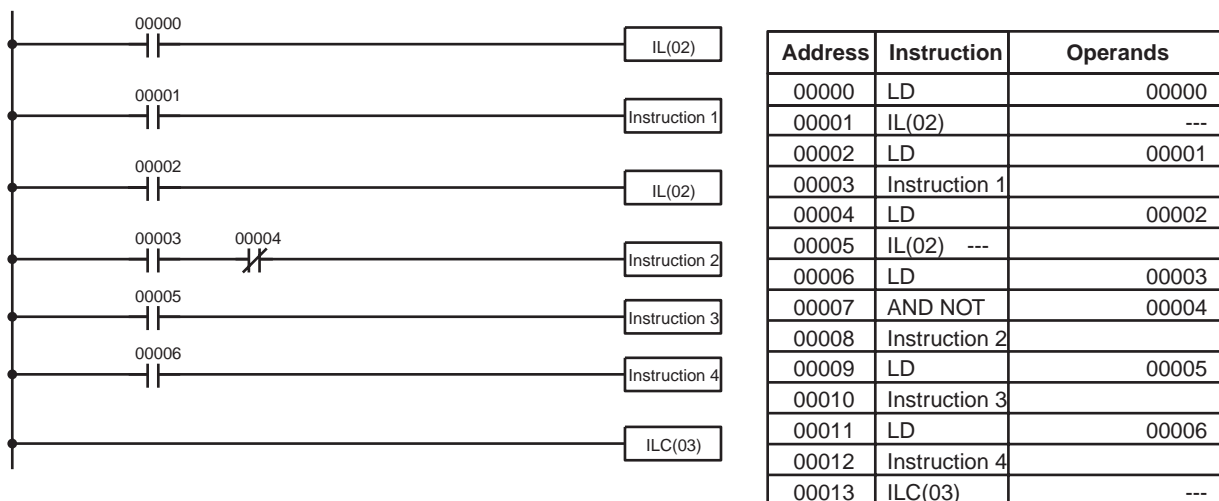 00000
IL(02)
00001
Instruction 1
00002
IL(02)
00003 00004
Instruction 2
00005
Instruction 3
00006
Instruction 4
ILC(03)
Address Instruction Operands
00000 LD 00000
00001 IL(02) ---
00002 LD 00001
00003 Instruction 1
00004 LD 00002
00005 IL(02) ---
00006 LD 00003
00007 AND NOT 00004
00008 Instruction 2
00009 LD 00005
00010 Instruction 3
00011 LD 00006
00012 Instruction 4
00013 ILC(03) ---